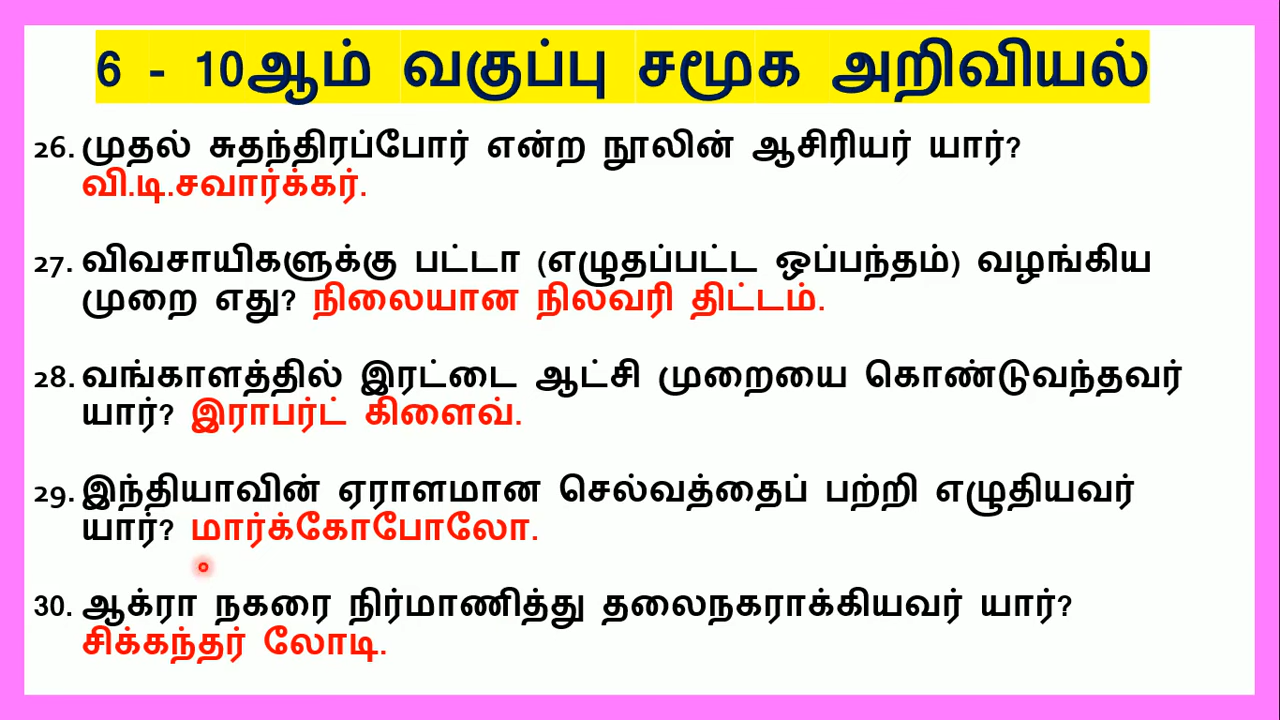 6 - 10ஆம் வகுப்பு சமூக அறிவியல்
26. முதல் சுதந்திரப்போர் என்ற நூலின் ஆசிரியர் யார்?
வி.டி.சவார்க்கர்.
27. விவசாயிகளுக்கு பட்டா (எழுதப்பட்ட ஒப்பந்தம்) வழங்கிய
முறை எது? நிலையான நிலவரி திட்டம்.
28. வங்காளத்தில் இரட்டை ஆட்சி முறையை கொண்டுவந்தவர்
யார்? இராபர்ட் கிளைவ்.
29. இந்தியாவின் ஏராளமான செல்வத்தைப் பற்றி எழுதியவர்
யார்? மார்க்கோபோலோ.
30. ஆக்ரா நகரை நிர்மாணித்து தலைநகராக்கியவர் யார்?
சிக்கந்தர் லோடி.